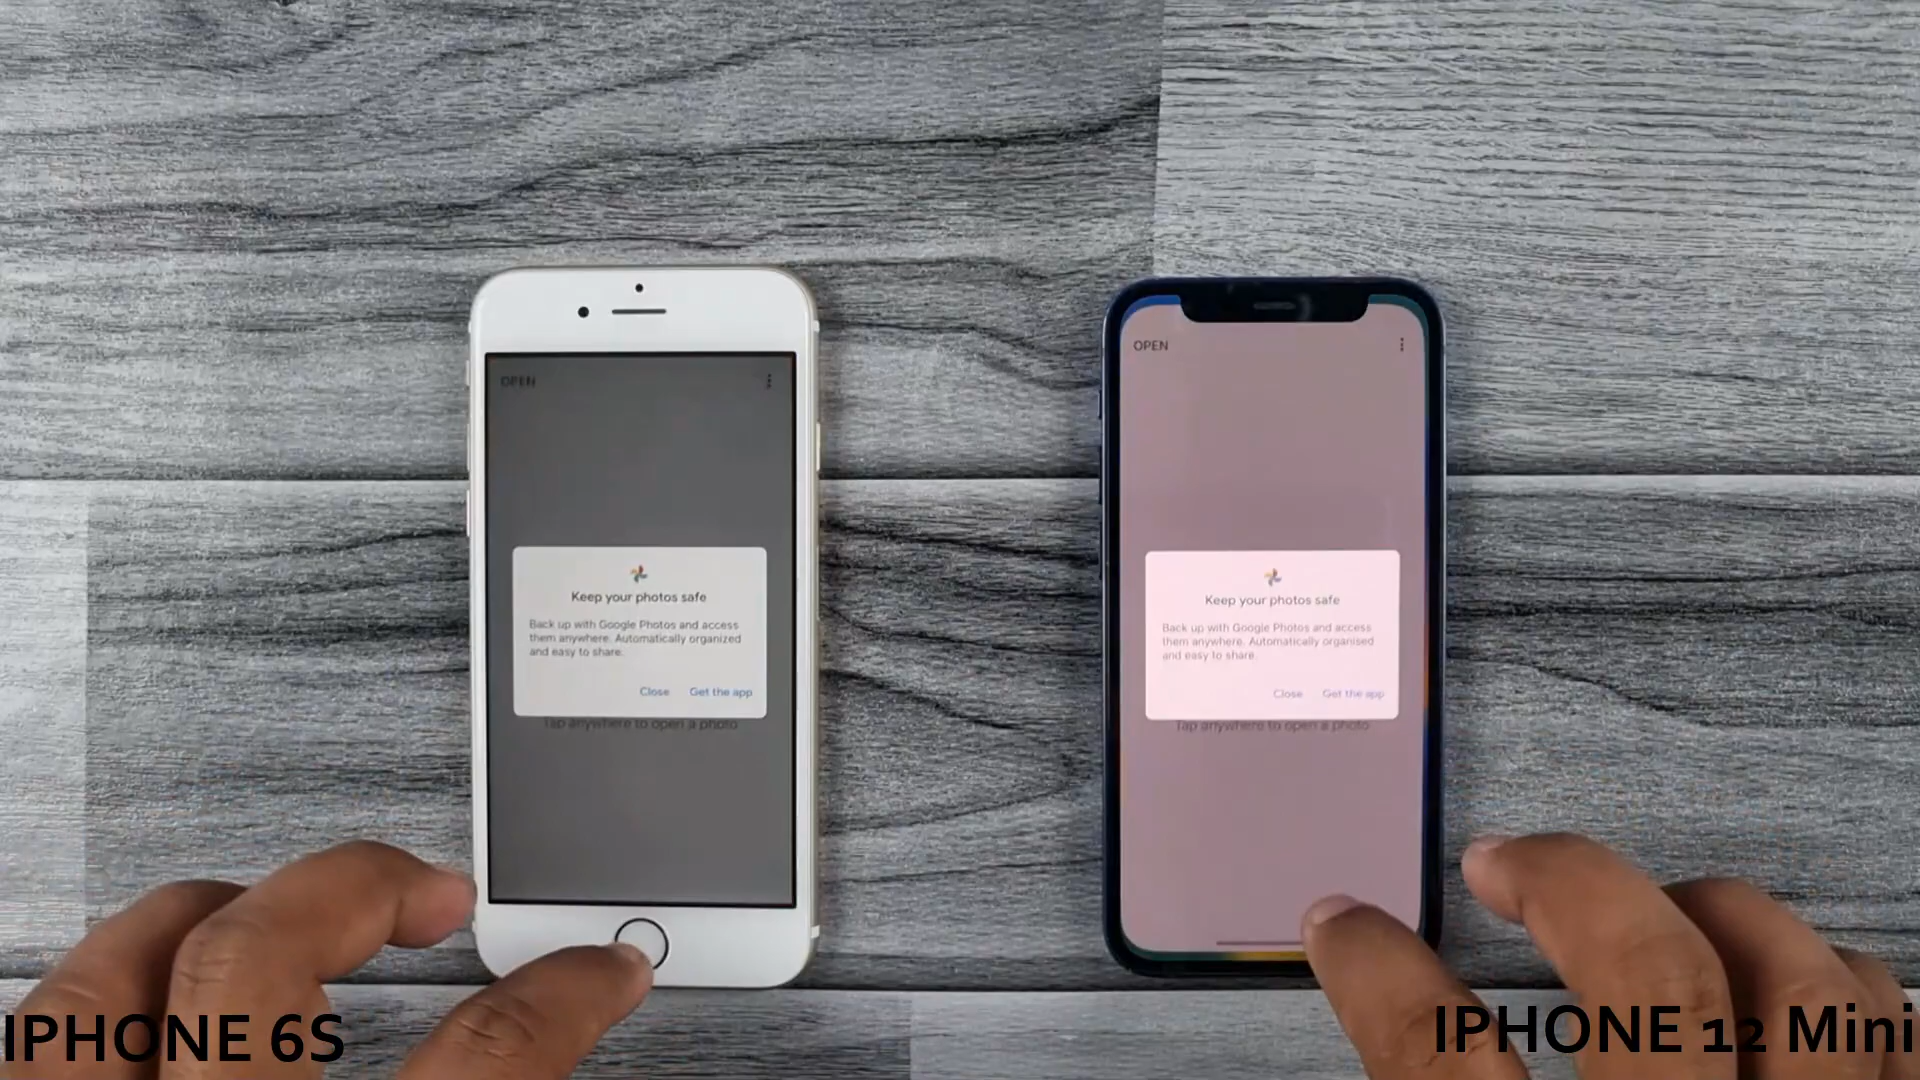 OPEN
Keep your photos safe
Back up with Google Photos and access
them anywhere. Automatically organized
and easy to share.
Close Get the app
Tap anywhere to open a photo
OPEN
Keep your photos safe
Back up with Google Photos and access
them anywhere. Automatically organised
and easy to share.
Close Get the app
Tap anywhere to open a photo
IPHONE 6S
IPHONE 12 Mini